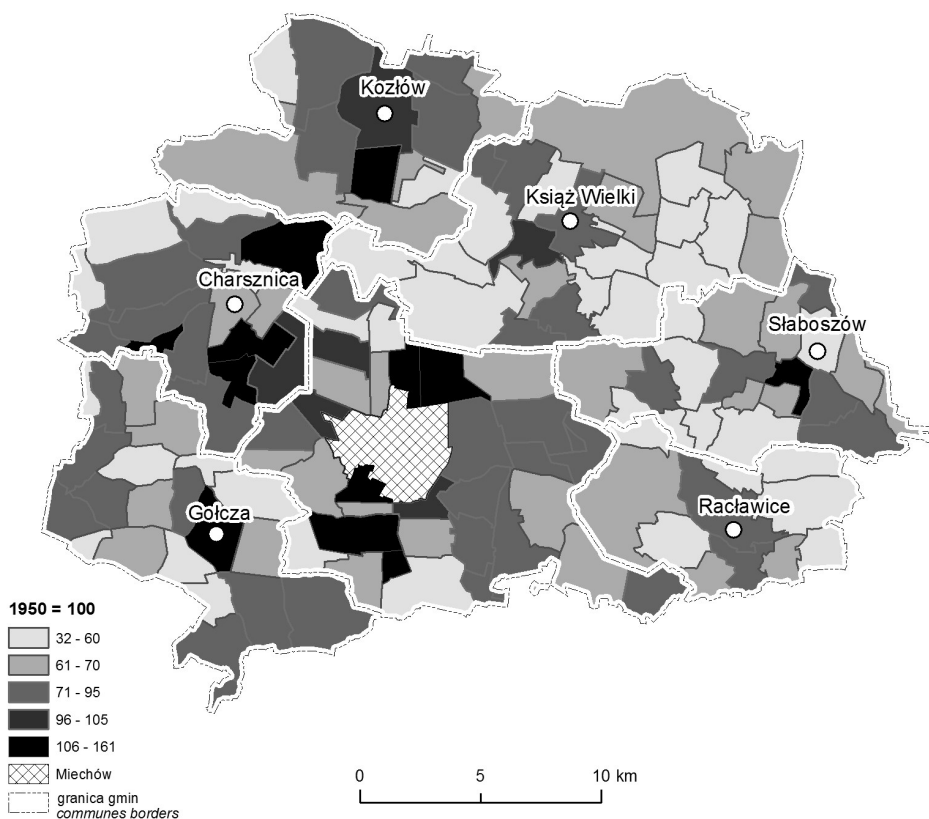 Kozłów
Książ Wielki
Charsznica
Słaboszów
Racławice
Gołcza
1950 = 100
32 - 60
61 - 70
71 - 95
96 - 105
106 - 161
Miechów
granica gmin
communes borders
0 5 10 km